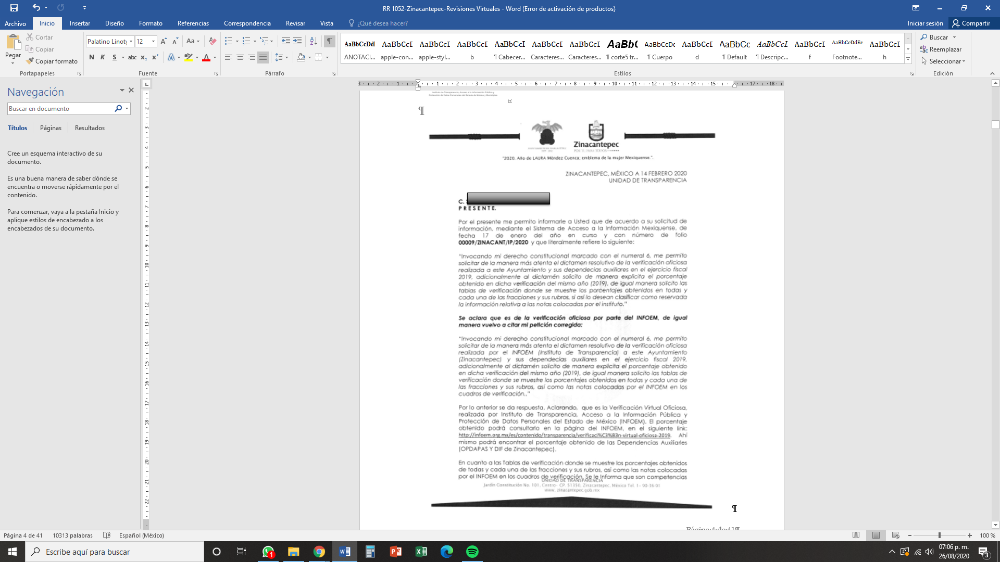 RR 1052-Zinacantepec-Revisiones Virtuales - Word (Error de activación de productos)
Archivo Inicio Insertar Diseño Formato Referencias Correspondencia Revisar Vista ¿Qué desea hacer? Iniciar sesión Compartir
Pegar
Cortar
Copiar
Copiar formato
Portapapeles
Palatino Linoty 12
Fuente
Párrafo
AaBbCcDdI AaBbCcI AaBbCcI AaBbCcI AaBbCcI AaBbCcI AaBbCcI AaBbC AaBbCcDc AaBbCcI AaBbCc AaBbCcI AaBbCcI AaBbCcDdEe AaBbCcI
ANOTACI... apple-con... apple-styl... b ¶ Cabecer... Caracteres... Caracteres... ¶ corte5 tr... ¶ Cuerpo d ¶ Default ¶ Descripc... f Footnote... h
Estilos
Buscar
Reemplazar
Seleccionar
Edición
Navegación
Buscar en documento
Títulos Páginas Resultados
Cree un esquema interactivo de su
documento.
Es una buena manera de saber dónde se
encuentra o moverse rápidamente por el
contenido.
Para comenzar, vaya a la pestaña Inicio y
aplique estilos de encabezado a los
encabezados de su documento.
Instituto de Transparencia, Acceso a la Información Pública y
Protección de Datos Personales del Estado de México y Municipios
Zinacantepec
"2020. Año de LAURA Méndez Cuenca; emblema de la mujer Mexiquense.".
ZINACANTEPEC, MÉXICO A 14 FEBRERO 2020
UNIDAD DE TRANSPARENCIA
C.
P R E S E N T E.
Por el presente me permito informarle a Usted que de acuerdo a su solicitud de
información, mediante el Sistema de Acceso a la Información Mexiquense, de
fecha 17 de enero del año en curso y con número de folio
00009/ZINACANT/IP/2020 y que literalmente refiere lo siguiente:
"Invocando mi derecho constitucional marcado con el numeral 6, me permito
solicitar de la manera más atenta el dictamen resolutivo de la verificación oficiosa
realizada a este Ayuntamiento y sus dependecias auxiliares en el ejercicio fiscal
2019, adicionalmente al dictamén solicito de manera explicita el porcentaje
obtenido en dicha verificación del mismo año (2019), de igual manera solicito las
tablas de verificación donde se muestre los porcentajes obtenidos en todas y
cada una de las fracciones y sus rubros, si así lo desean clasificar como reservada
la información relativa a las notas colocadas por el instituto."
Se aclara que es de la verificación oficiosa por parte del INFOEM, de igual
manera vuelvo a citar mi petición corregida:
"Invocando mi derecho constitucional marcado con el numeral 6, me permito
solicitar de la manera más atenta el dictamen resolutivo de la verificación oficiosa
realizada por el INFOEM (Instituto de Transparencia) a este Ayuntamiento
(Zinacantepec) y sus dependecias auxiliares en el ejercicio fiscal 2019,
adicionalmente al dictamén solicito de manera explicita el porcentaje obtenido
en dicha verificación del mismo año (2019), de igual manera solicito las tablas de
verificación donde se muestre los porcentajes obtenidos en todas y cada una de
las fracciones y sus rubros, así como las notas colocadas por el INFOEM en los
cuadros de verificación.."
Por lo anterior se da respuesta. Aclarando, que es la Verificación Virtual Oficiosa,
realizada por Instituto de Transparencia, Acceso a la Información Pública y
Protección de Datos Personales del Estado de México (INFOEM). El porcentaje
obtenido podrá consultarlo en la página del INFOEM, en el siguiente link:
http://infoem.org.mx/es/contenido/transparencia/verificaci%C3%B3n-virtual-oficiosa-2019. Ahí
mismo podrá encontrar el porcentaje obtenido de las Dependencias Auxiliarles
(OPDAPAS Y DIF de Zinacantepec).
En cuanto a las Tablas de verificación donde se muestre los porcentajes obtenidos
de todas y cada una de las fracciones y sus rubros, así como las notas colocadas
por el INFOEM en los cuadros de verificación. Se le Informa que son competencias
UNIDAD DE TRANSPARENCIA
Jardín Constitución No. 101, Centro- CP. 51350, Zinacantepec, México Tel. 1- 90-36-91
www. zinacantepec.gob.mx
Página·4·de·41¶
Página 4 de 41 10313 palabras Español (México) 100 %
Escribe aquí para buscar
07:06 p. m.
26/08/2020